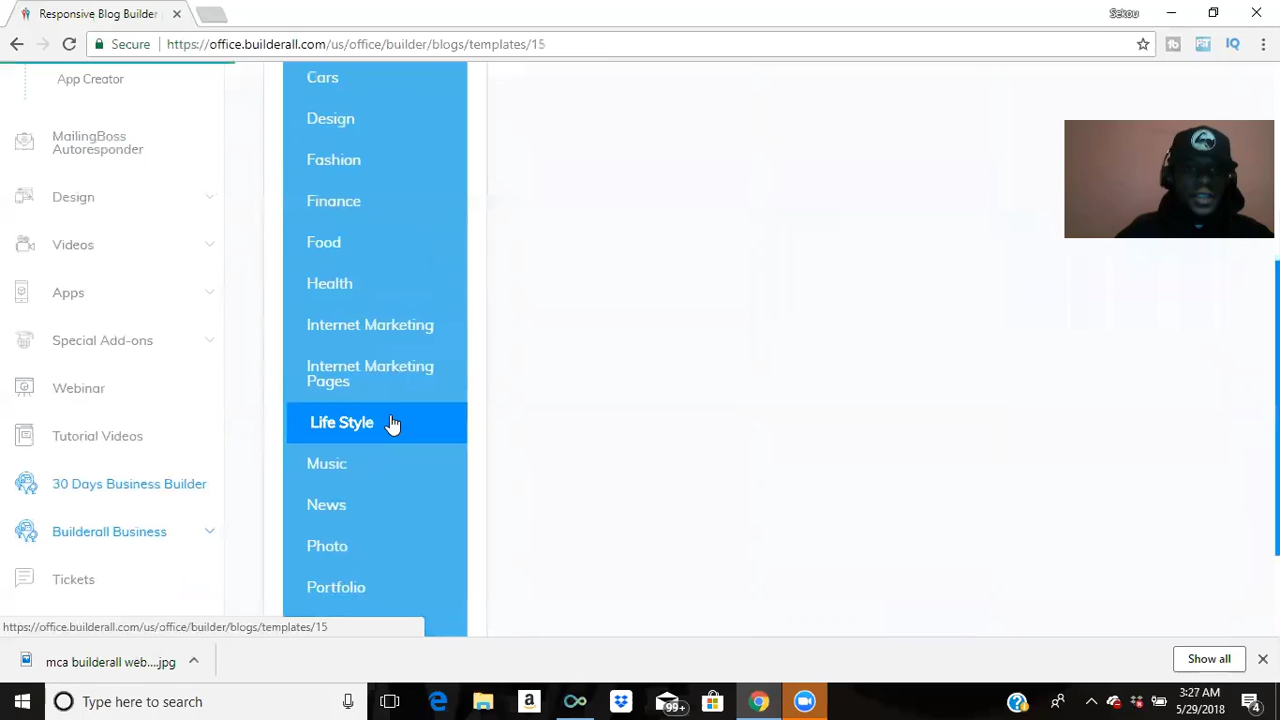 Responsive Blog Builder
Sekou
Secure
https://office.builderall.com/us/office/builder/blogs/templates/15
IQ
App Creator
MailingBoss
Autoresponder
Design
Videos
Apps
Special Add-ons
Webinar
Tutorial Videos
30 Days Business Builder
Builderall Business
Tickets
Cars
Design
Fashion
Finance
Food
Health
Internet Marketing
Internet Marketing
Pages
Life Style
Music
News
Photo
Portfolio
https://office.builderall.com/us/office/builder/blogs/templates/15
mca builderall web....jpg
Show all
Type here to search
99+
3:27 AM
5/29/2018
4